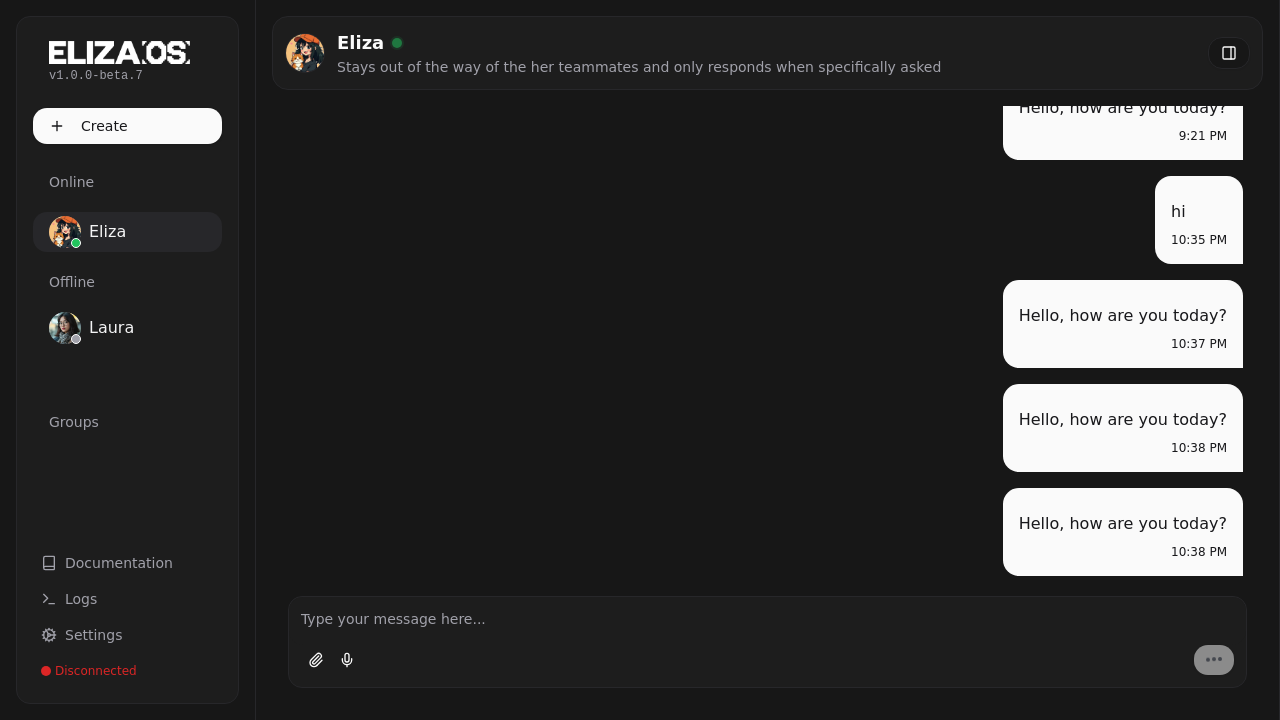 ELIZA OS
v1.0.0-beta.7
Create
Online
Eliza
Offline
Laura
Groups
Documentation
Logs
Settings
Disconnected
Eliza
Stays out of the way of the her teammates and only responds when specifically asked
Hello, how are you today?
9:21 PM
hi
10:35 PM
Hello, how are you today?
10:37 PM
Hello, how are you today?
10:38 PM
Hello, how are you today?
10:38 PM
Type your message here...